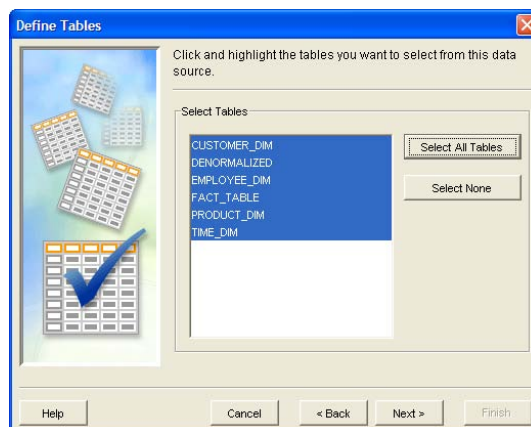 Define Tables
Click and highlight the tables you want to select from this data
source.
Select Tables
CUSTOMER_DIM
DENORMALIZED
EMPLOYEE_DIM
FACT_TABLE
PRODUCT_DIM
TIME_DIM
Select All Tables
Select None
Help
Cancel
< Back
Next >
Finish